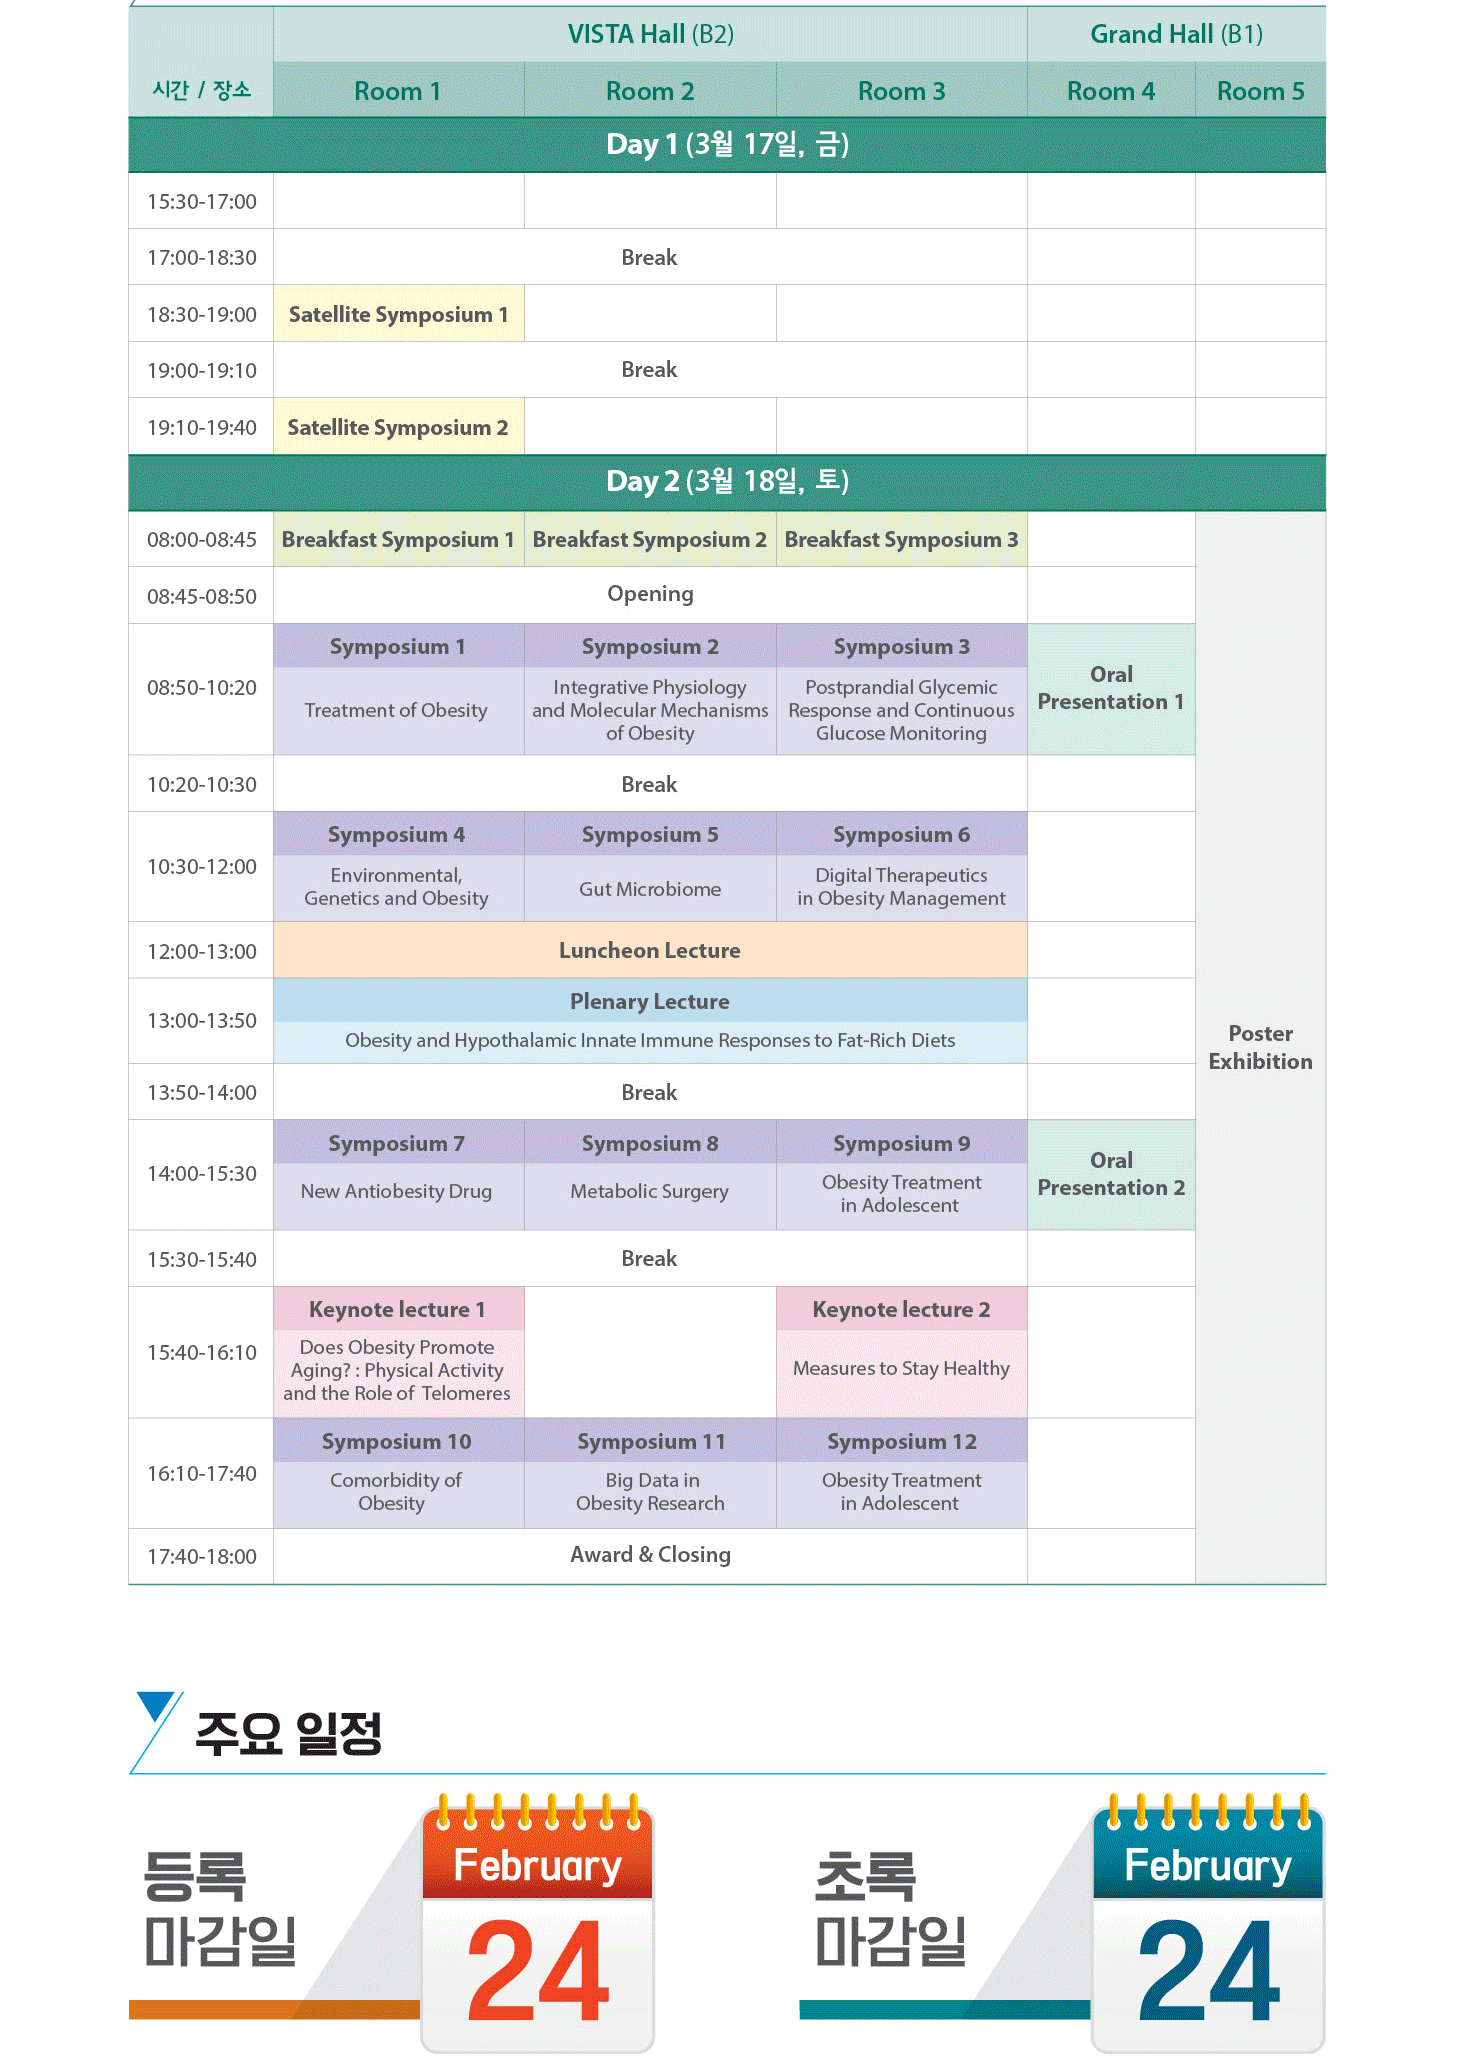 VISTA Hall (B2)
Grand Hall (B1)
시간 / 장소
Room 1
Room 2
Room 3
Room 4
Room 5
Day 1 (3월 17일, 금)
15:30-17:00
17:00-18:30
Break
18:30-19:00
Satellite Symposium 1
19:00-19:10
Break
19:10-19:40
Satellite Symposium 2
Day 2 (3월 18일, 토)
08:00-08:45
Breakfast Symposium 1
Breakfast Symposium 2
Breakfast Symposium 3
08:45-08:50
Opening
08:50-10:20
Symposium 1
Treatment of Obesity
Symposium 2
Integrative Physiology
and Molecular Mechanisms
of Obesity
Symposium 3
Postprandial Glycemic
Response and Continuous
Glucose Monitoring
Oral
Presentation 1
10:20-10:30
Break
10:30-12:00
Symposium 4
Environmental,
Genetics and Obesity
Symposium 5
Gut Microbiome
Symposium 6
Digital Therapeutics
in Obesity Management
12:00-13:00
Luncheon Lecture
13:00-13:50
Plenary Lecture
Obesity and Hypothalamic Innate Immune Responses to Fat-Rich Diets
Poster
Exhibition
13:50-14:00
Break
14:00-15:30
Symposium 7
New Antiobesity Drug
Symposium 8
Metabolic Surgery
Symposium 9
Obesity Treatment
in Adolescent
Oral
Presentation 2
15:30-15:40
Break
15:40-16:10
Keynote lecture 1
Does Obesity Promote
Aging? : Physical Activity
and the Role of Telomeres
Keynote lecture 2
Measures to Stay Healthy
16:10-17:40
Symposium 10
Comorbidity of
Obesity
Symposium 11
Big Data in
Obesity Research
Symposium 12
Obesity Treatment
in Adolescent
17:40-18:00
Award & Closing
주요 일정
등록
마감일
February
24
초록
마감일
February
24